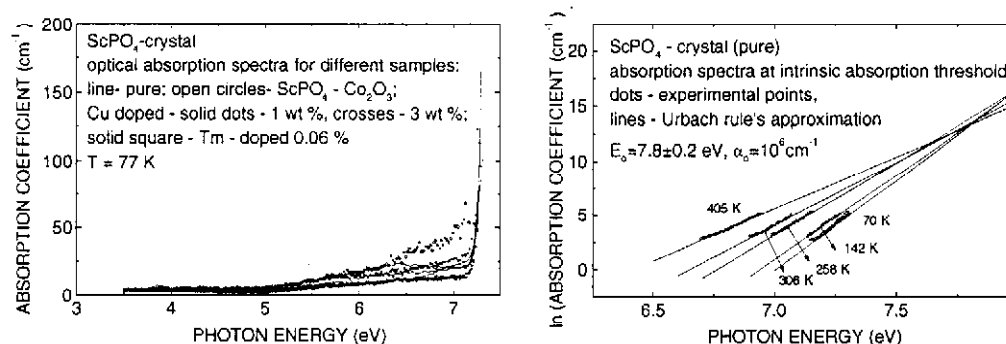 200
150
100
50
0
3
4
5
6
7
ABSORPTION COEFFICIENT (cm⁻¹)
PHOTON ENERGY (eV)
ScPO₄-crystal
optical absorption spectra for different samples:
line- pure; open circles- ScPO₄ - Co₂O₃;
Cu doped - solid dots - 1 wt %, crosses - 3 wt %;
solid square - Tm - doped 0.06 %
T = 77 K
20
15
10
5
0
6.5
7.0
7.5
ln (ABSORPTION COEFFICIENT (cm⁻¹)
PHOTON ENERGY (eV)
ScPO₄ - crystal (pure)
absorption spectra at intrinsic absorption threshold
dots - experimental points,
lines - Urbach rule's approximation
E₀=7.8±0.2 eV, α₀=10⁶cm⁻¹
405 K
70 K
142 K
258 K
306 K